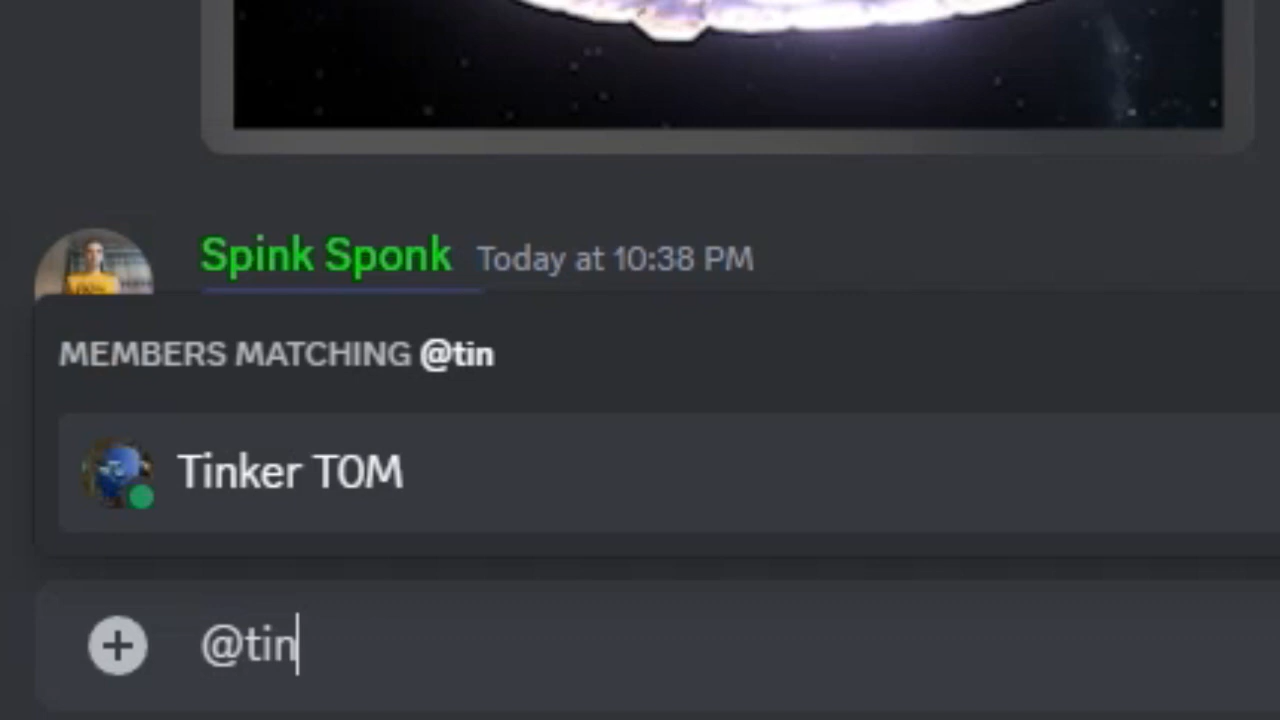 Spink Sponk Today at 10:38 PM
MEMBERS MATCHING @tin
Tinker TOM
@tin